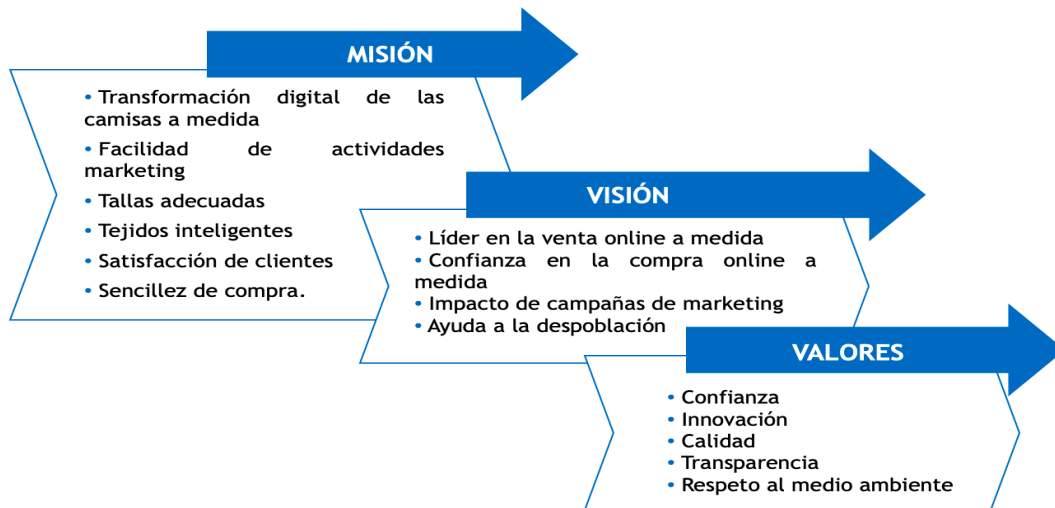 MISIÓN
• Transformación digital de las
camisas a medida
• Facilidad de actividades
marketing
• Tallas adecuadas
• Tejidos inteligentes
• Satisfacción de clientes
• Sencillez de compra.
VISIÓN
• Líder en la venta online a medida
• Confianza en la compra online a
medida
• Impacto de campañas de marketing
• Ayuda a la despoblación
VALORES
• Confianza
• Innovación
• Calidad
• Transparencia
• Respeto al medio ambiente